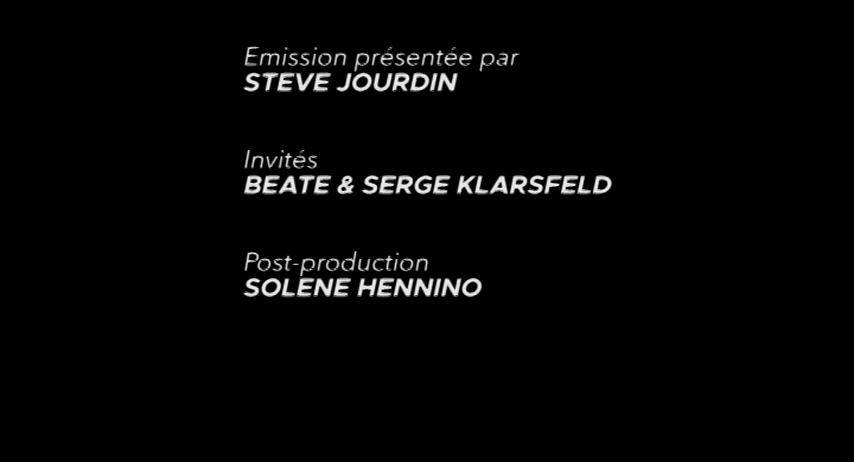 Emission présentée par
STEVE JOURDIN
Invités
BEATE & SERGE KLARSFELD
Post-production
SOLENE HENNINO